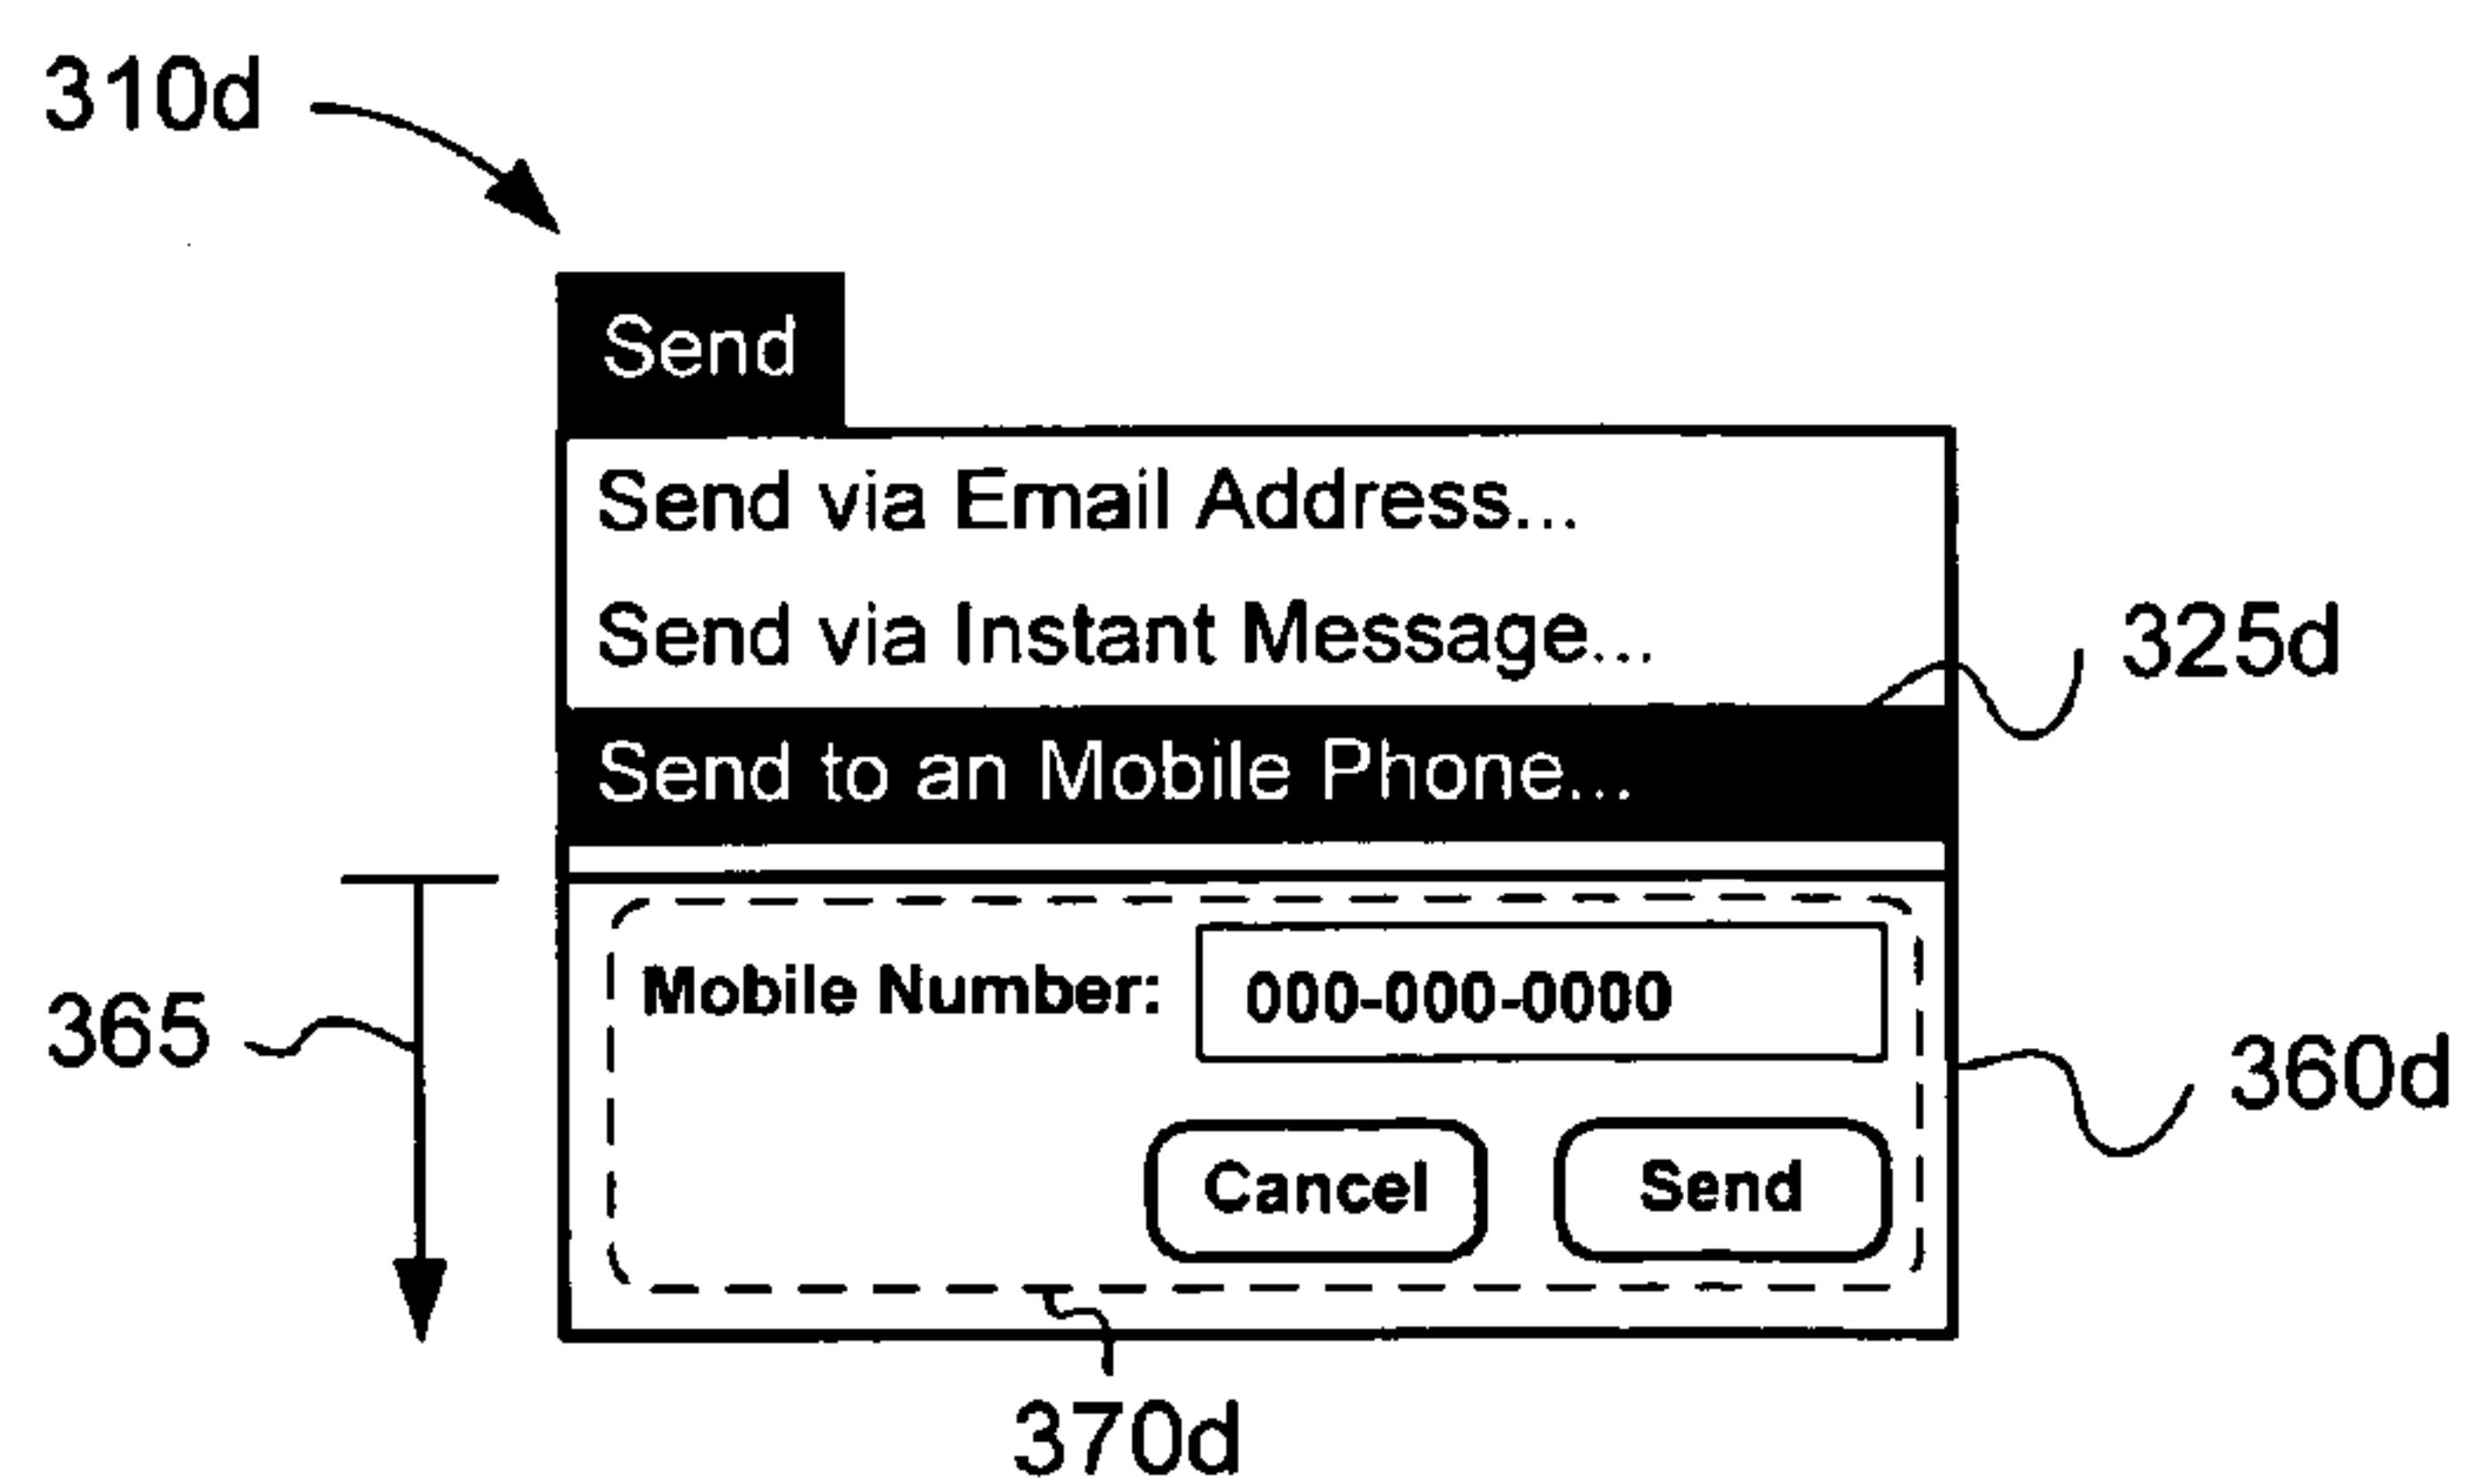 310d
Send
Send via Email Address...
Send via Instant Message...
325d
Send to an Mobile Phone...
Mobile Number: 000-000-0000
365
360d
Cancel Send
370d